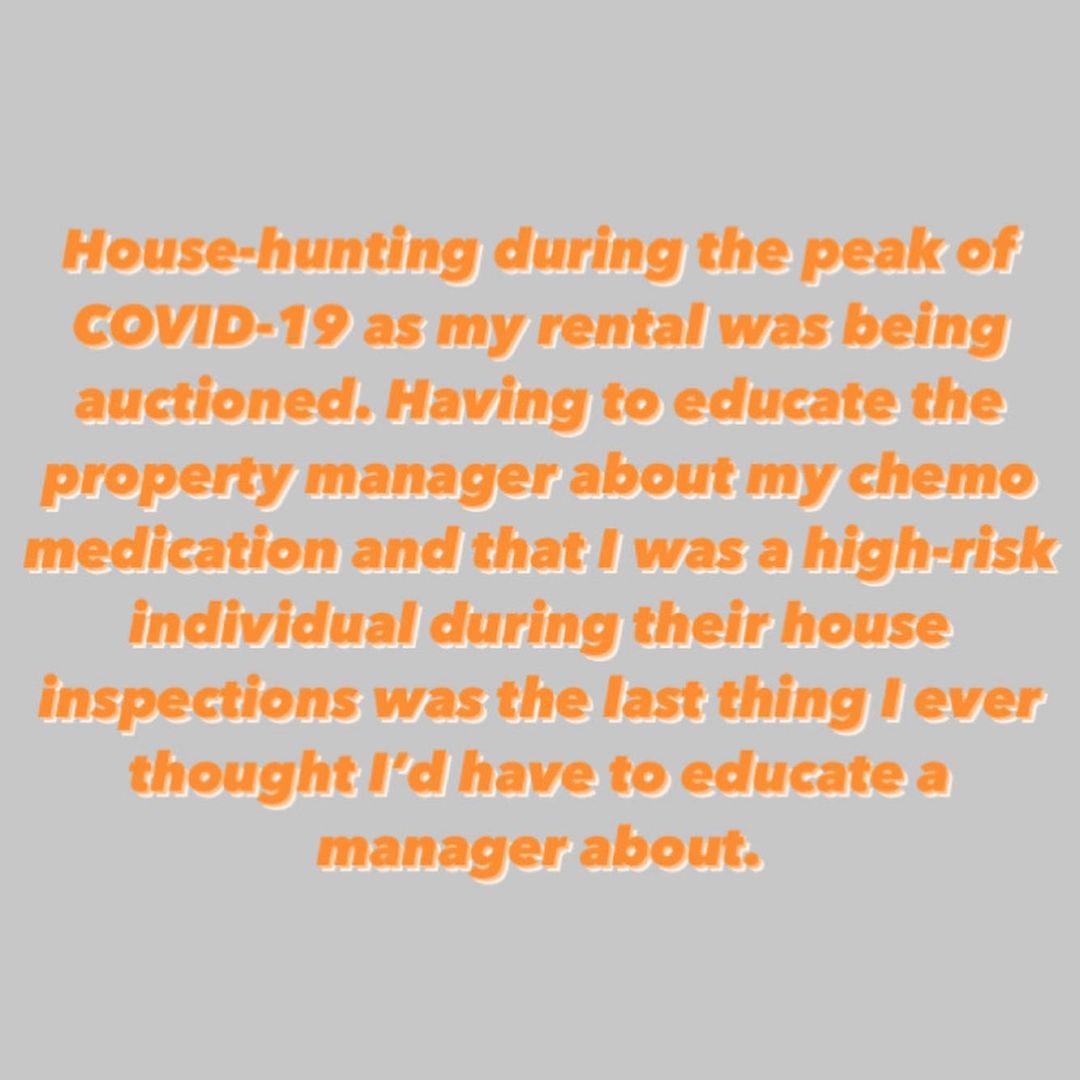 House-hunting during the peak of
COVID-19 as my rental was being
auctioned. Having to educate the
property manager about my chemo
medication and that I was a high-risk
individual during their house
inspections was the last thing I ever
thought I’d have to educate a
manager about.